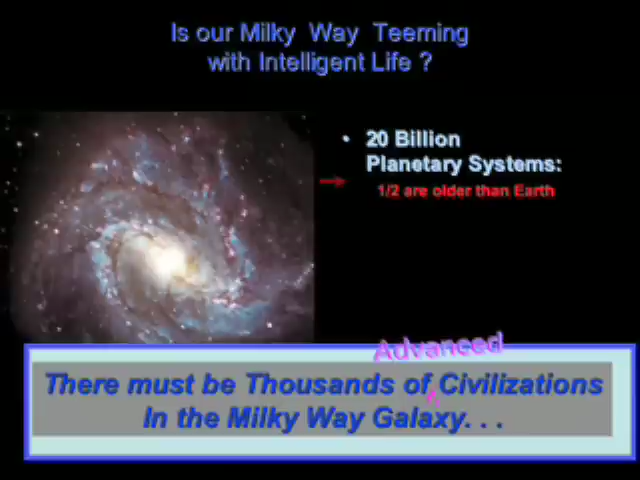 Is our Milky Way Teeming
with Intelligent Life ?
• 20 Billion
Planetary Systems:
1/2 are older than Earth
Advanced
There must be Thousands of Civilizations
In the Milky Way Galaxy. . .